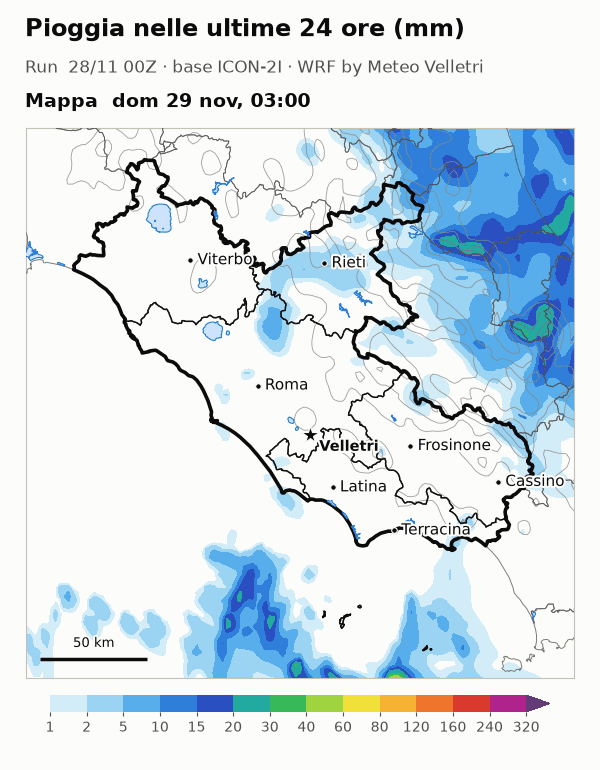 Pioggia nelle ultime 24 ore (mm)
Run 28/11 00Z · base ICON-2I · WRF by Meteo Velletri
Mappa dom 29 nov, 03:00
Viterbo
Rieti
Roma
Velletri
Frosinone
Cassino
Latina
Terracina
50 km
1 2 5 10 15 20 30 40 60 80 120 160 240 320